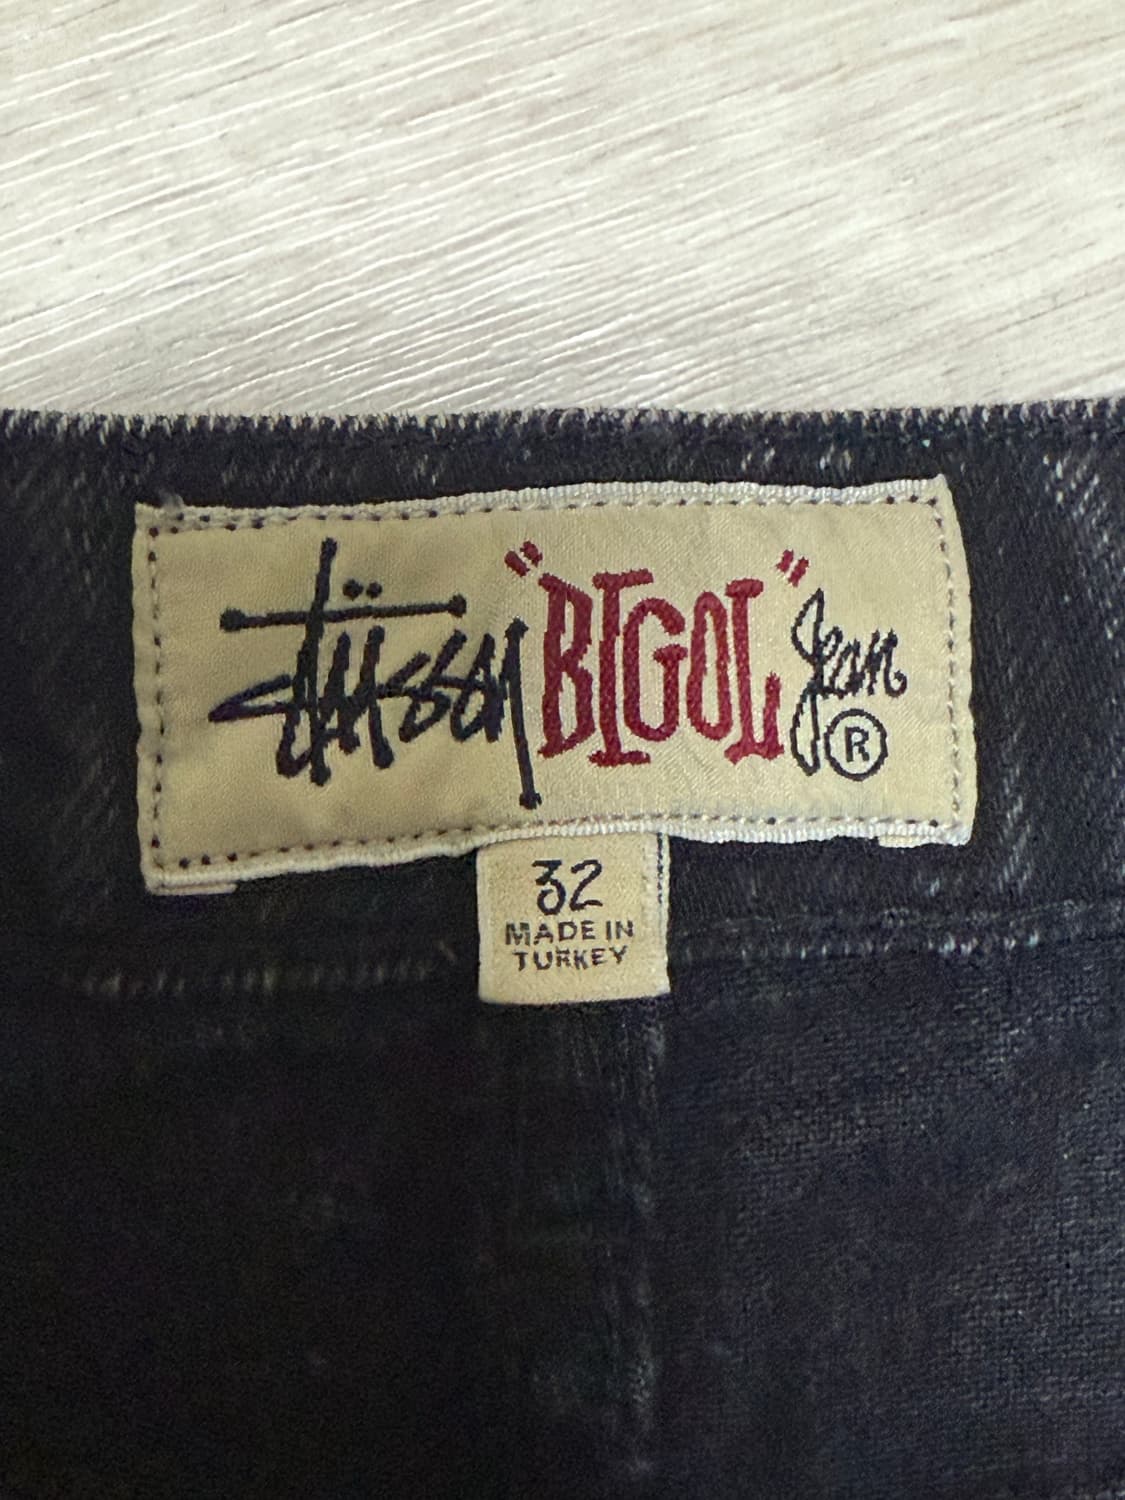 Stüssy "BIGOL" Jean ®
32
MADE IN
TURKEY